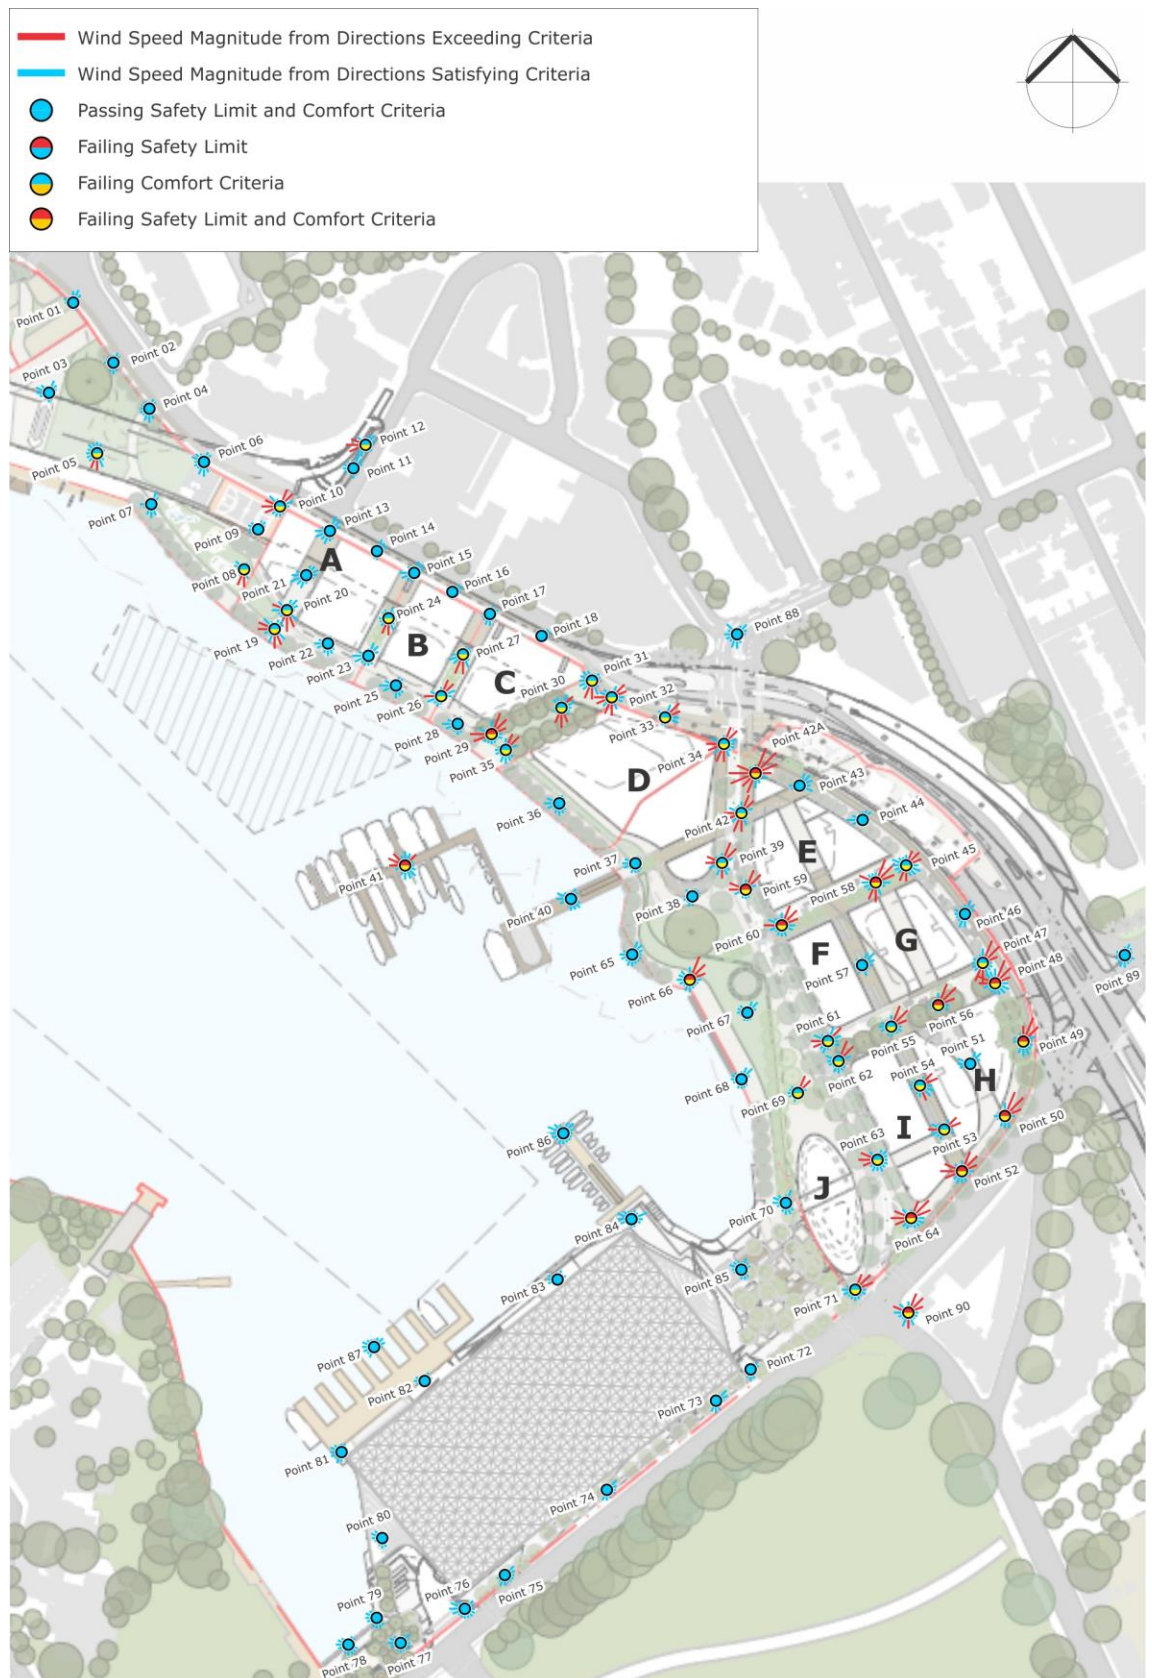 Wind Speed Magnitude from Directions Exceeding Criteria
Wind Speed Magnitude from Directions Satisfying Criteria
Passing Safety Limit and Comfort Criteria
Failing Safety Limit
Failing Comfort Criteria
Failing Safety Limit and Comfort Criteria
Point 01
Point 02
Point 03
Point 04
Point 12
Point 06
Point 05
Point 11
Point 10
Point 07
Point 13
Point 09
Point 14
A
Point 15
Point 08
Point 21
Point 16
Point 20
Point 24
Point 17
Point 19
Point 18
Point 88
Point 22
B
Point 27
Point 23
Point 31
C
Point 30
Point 25
Point 32
Point 26
Point 33
Point 28
Point 42A
Point 29
Point 34
Point 35
D
Point 43
Point 36
Point 42
Point 44
Point 39
E
Point 37
Point 45
Point 41
Point 59
Point 58
Point 38
Point 40
Point 46
Point 60
G
F
Point 47
Point 65
Point 57
Point 48
Point 89
Point 66
Point 56
Point 67
Point 61
Point 55
Point 51
Point 49
Point 62
Point 54
H
Point 68
Point 69
Point 50
I
Point 86
Point 63
Point 53
Point 52
J
Point 70
Point 84
Point 64
Point 85
Point 83
Point 71
Point 90
Point 87
Point 72
Point 82
Point 73
Point 81
Point 74
Point 80
Point 76
Point 75
Point 79
Point 78
Point 77